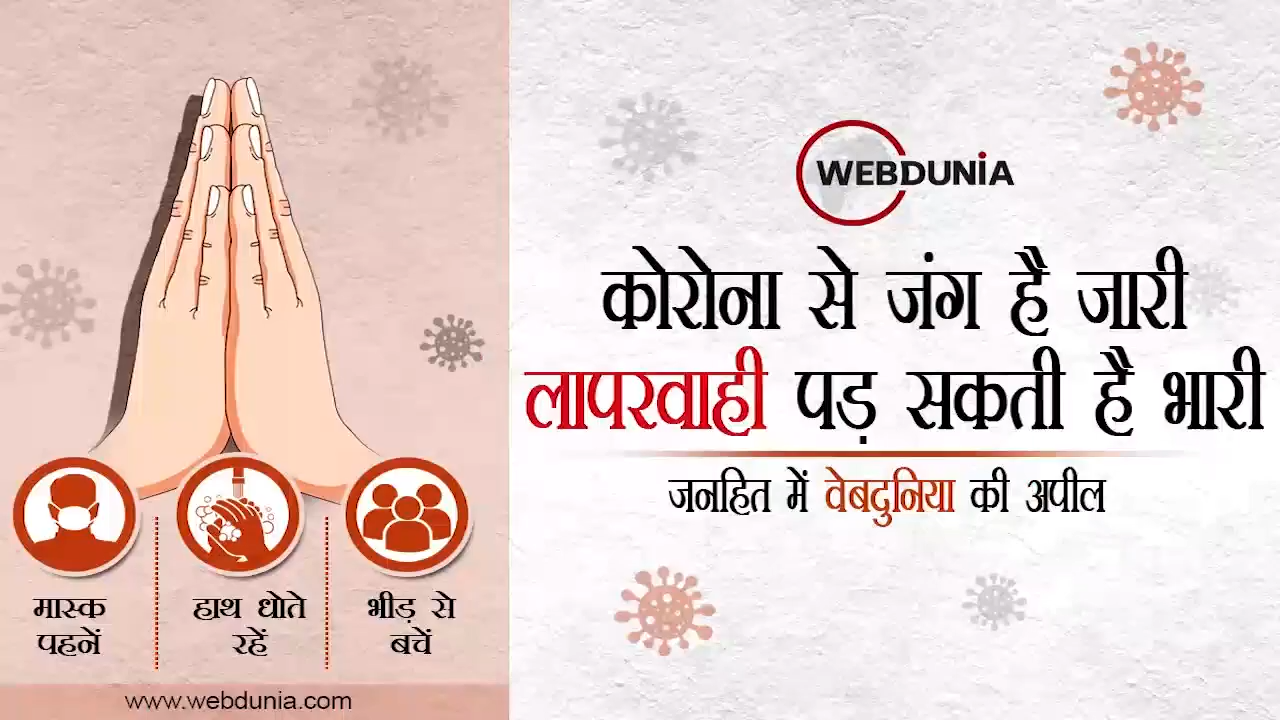 WEBDUNIA
कोरोना से जंग है जारी
लापरवाही पड़ सकती है भारी
जनहित में वेबदुनिया की अपील
मास्क
पहनें
हाथ धोते
रहें
भीड़ से
बचें
www.webdunia.com